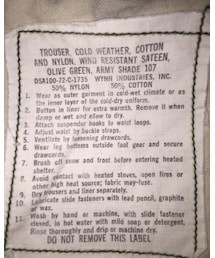 TROUSER, COLD WEATHER, COTTON
AND NYLON, WIND RESISTANT SATEEN,
OLIVE GREEN, ARMY SHADE 107
DSA100-72-C-1735 WYNN INDUSTRIES, INC.
50% NYLON 50% COTTON
1. Wear as outer garment in cold-wet climate or as
the inner layer of the cold-dry uniform.
2. Button in liner for extra warmth. Remove it when
damp or wet and allow to dry.
3. Attach suspender hooks to waist loops.
4. Adjust waist by buckle straps.
5. Ventilate by loosening drawcords.
6. Wear leg bottoms outside foot gear and secure
drawcords.
7. Brush off snow and frost before entering heated
shelter.
8. Avoid contact with heated stoves, open fires or
other high heat source; fabric may fuse.
9. Dry trousers and liner separately.
10. Lubricate slide fasteners with lead pencil, graphite
or wax.
11. Wash by hand or machine, with slide fastener
closed, in hot water with mild soap or detergent.
Rinse thoroughly and drip or machine dry.
DO NOT REMOVE THIS LABEL